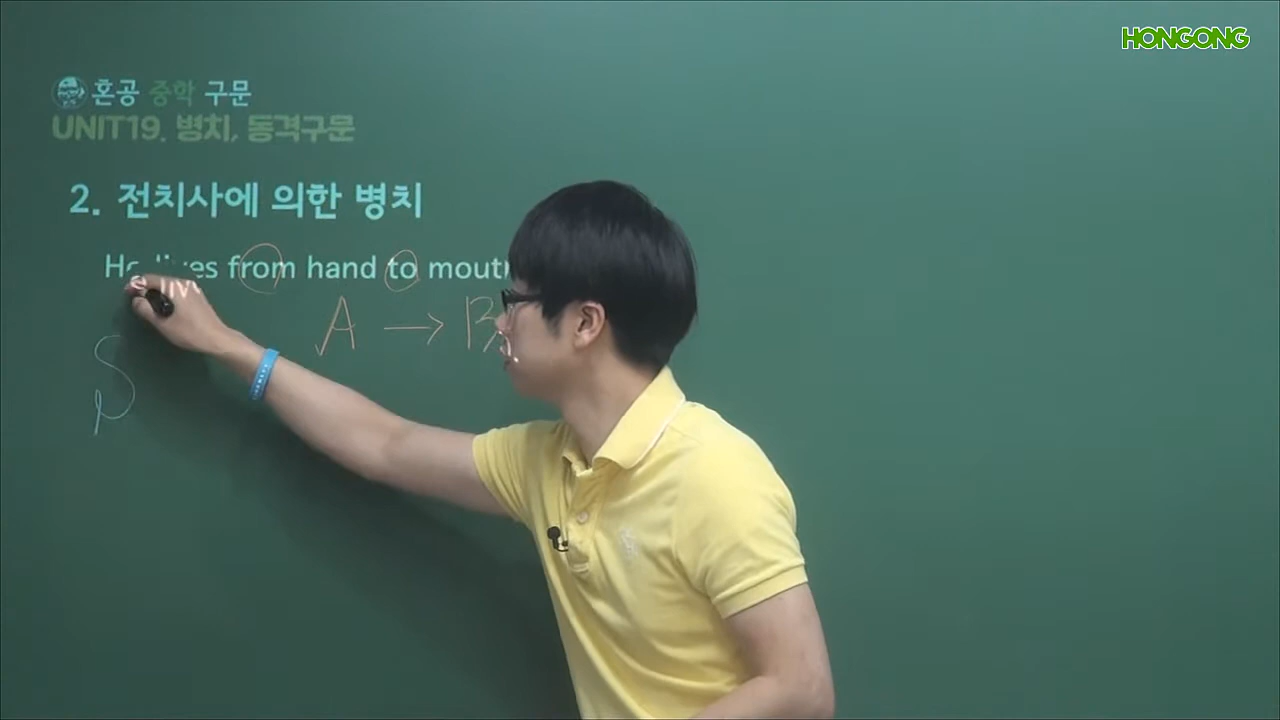 HONGONG
혼공 중학 구문
UNIT19. 병치, 동격구문
2. 전치사에 의한 병치
from hand to
A → B
S